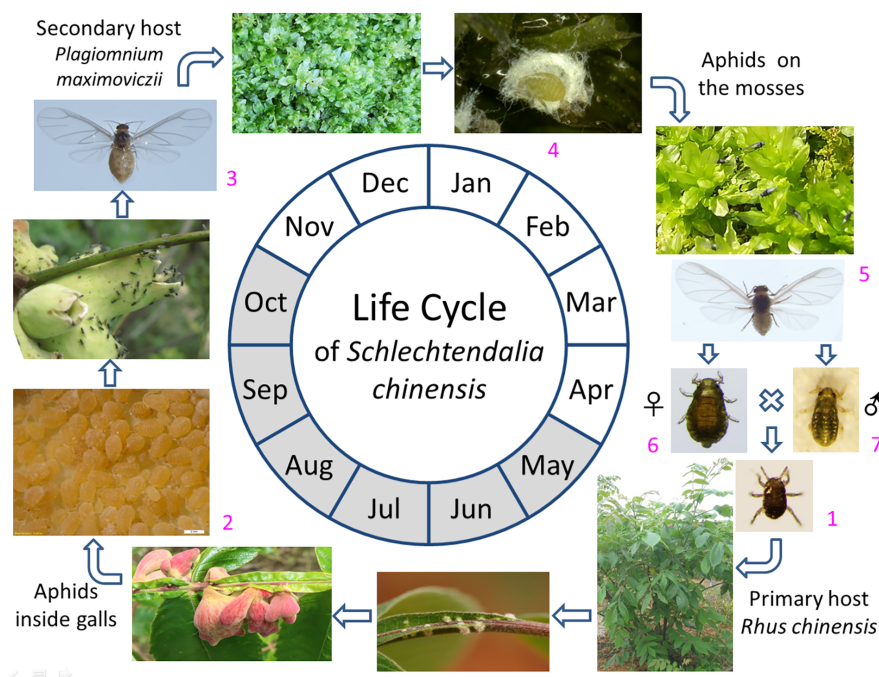 Secondary host
Plagiomnium
maximoviczii
3
4
Aphids on
the mosses
5
♀
6
♂
7
1
Primary host
Rhus chinensis
Aphids
inside galls
2
Dec
Jan
Feb
Mar
Apr
May
Jun
Jul
Aug
Sep
Oct
Nov
Life Cycle
of Schlechtendalia
chinensis